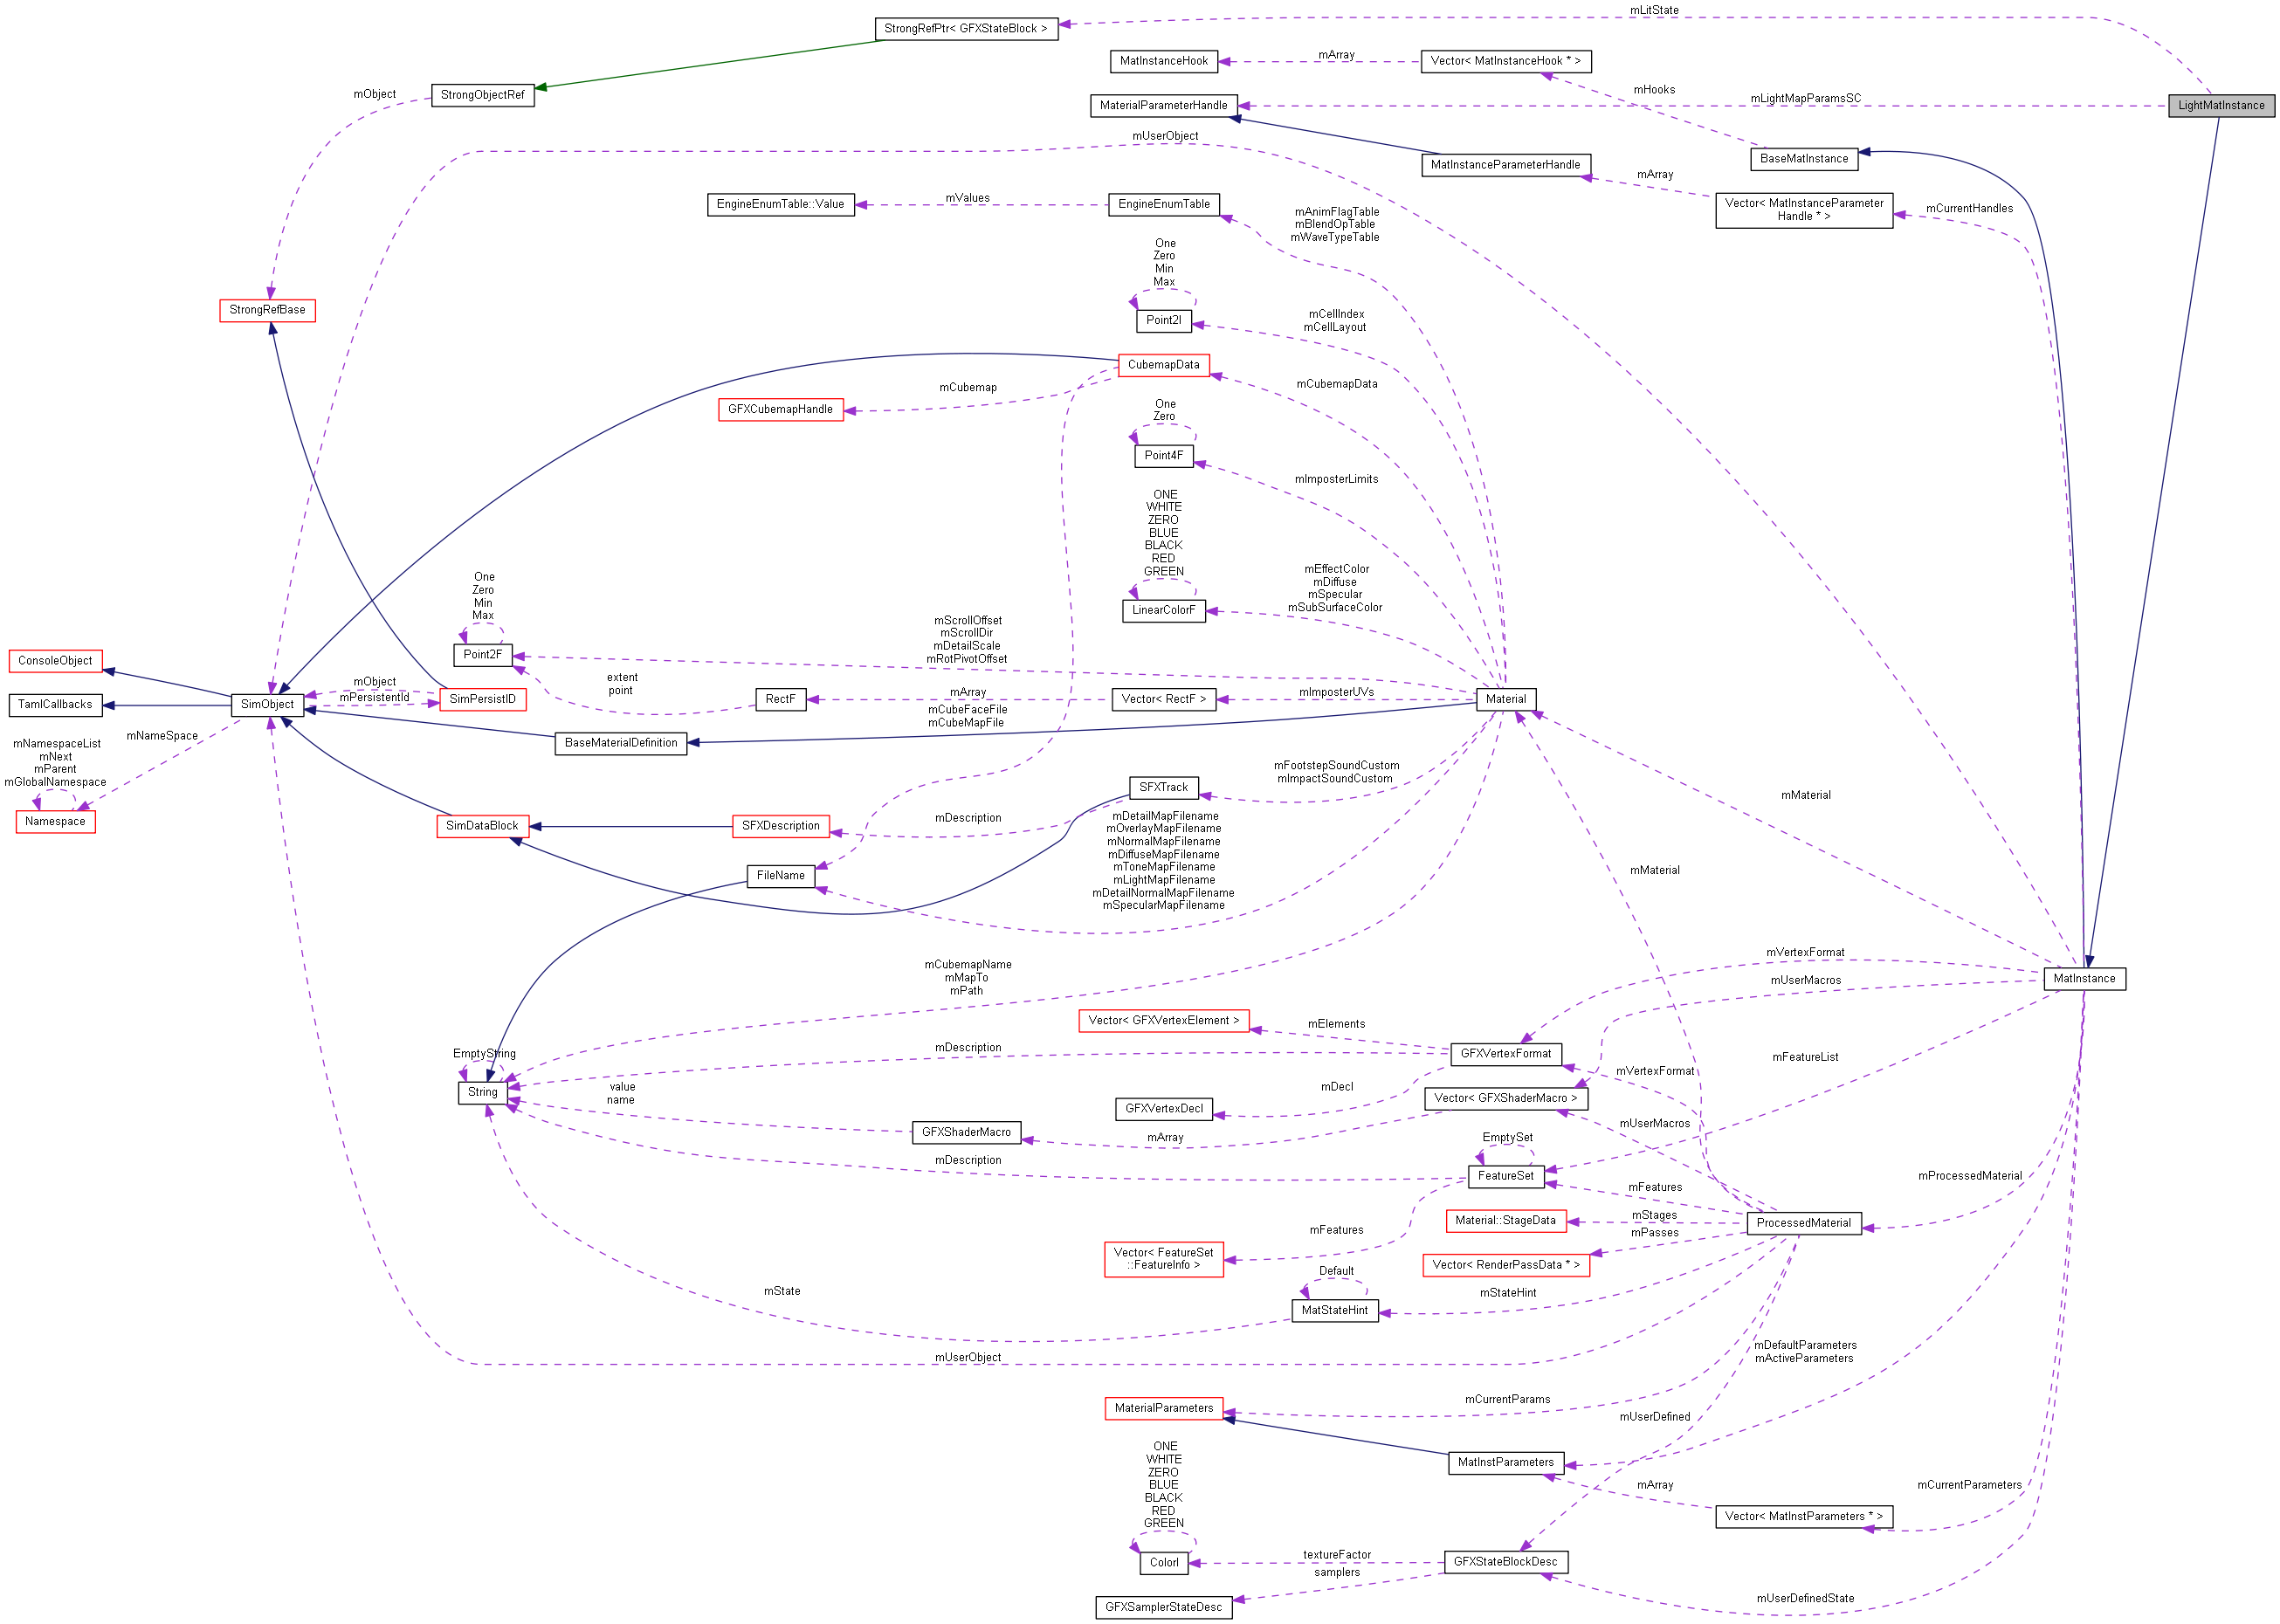 mLitState
StrongRefPtr< GFXStateBlock >
MatInstanceHook
mArray
Vector< MatInstanceHook * >
mObject
StrongObjectRef
mHooks
MaterialParameterHandle
mLightMapParamsSC
LightMatInstance
mUserObject
MatInstanceParameterHandle
BaseMatInstance
mArray
EngineEnumTable::Value
mValues
EngineEnumTable
Vector< MatInstanceParameter
Handle * >
mCurrentHandles
mAnimFlagTable
mBlendOpTable
mWaveTypeTable
One
Zero
Min
Max
StrongRefBase
Point2I
mCellIndex
mCellLayout
CubemapData
mCubemap
mCubemapData
GFXCubemapHandle
One
Zero
Point4F
mImposterLimits
ONE
WHITE
ZERO
BLUE
BLACK
RED
GREEN
LinearColorF
mEffectColor
mDiffuse
mSpecular
mSubSurfaceColor
One
Zero
Min
Max
Point2F
mScrollOffset
mScrollDir
mDetailScale
mRotPivotOffset
ConsoleObject
mObject
mPersistentId
extent
point
TamlCallbacks
SimObject
SimPersistID
RectF
mArray
Vector< RectF >
mImposterUVs
Material
mCubeFaceFile
mCubeMapFile
BaseMaterialDefinition
mNameSpace
mNamespaceList
mNext
mParent
mGlobalNamespace
Namespace
mFootstepSoundCustom
mImpactSoundCustom
SFXTrack
mMaterial
SimDataBlock
SFXDescription
mDescription
mDetailMapFilename
mOverlayMapFilename
mNormalMapFilename
mDiffuseMapFilename
mToneMapFilename
mLightMapFilename
mDetailNormalMapFilename
mSpecularMapFilename
FileName
mMaterial
mCubemapName
mMapTo
mPath
mVertexFormat
MatInstance
mUserMacros
Vector< GFXVertexElement >
mElements
EmptyString
mDescription
GFXVertexFormat
mFeatureList
String
value
name
mDecl
mVertexFormat
GFXVertexDecl
Vector< GFXShaderMacro >
GFXShaderMacro
mArray
mUserMacros
EmptySet
mDescription
FeatureSet
mProcessedMaterial
mFeatures
mFeatures
Material::StageData
mStages
mPasses
ProcessedMaterial
Vector< FeatureSet
::FeatureInfo >
Vector< RenderPassData * >
Default
mState
mStateHint
MatStateHint
mUserObject
mDefaultParameters
mActiveParameters
MaterialParameters
mCurrentParams
mUserDefined
ONE
WHITE
ZERO
BLUE
BLACK
RED
GREEN
MatInstParameters
mArray
mCurrentParameters
Vector< MatInstParameters * >
ColorI
textureFactor
samplers
GFXStateBlockDesc
mUserDefinedState
GFXSamplerStateDesc